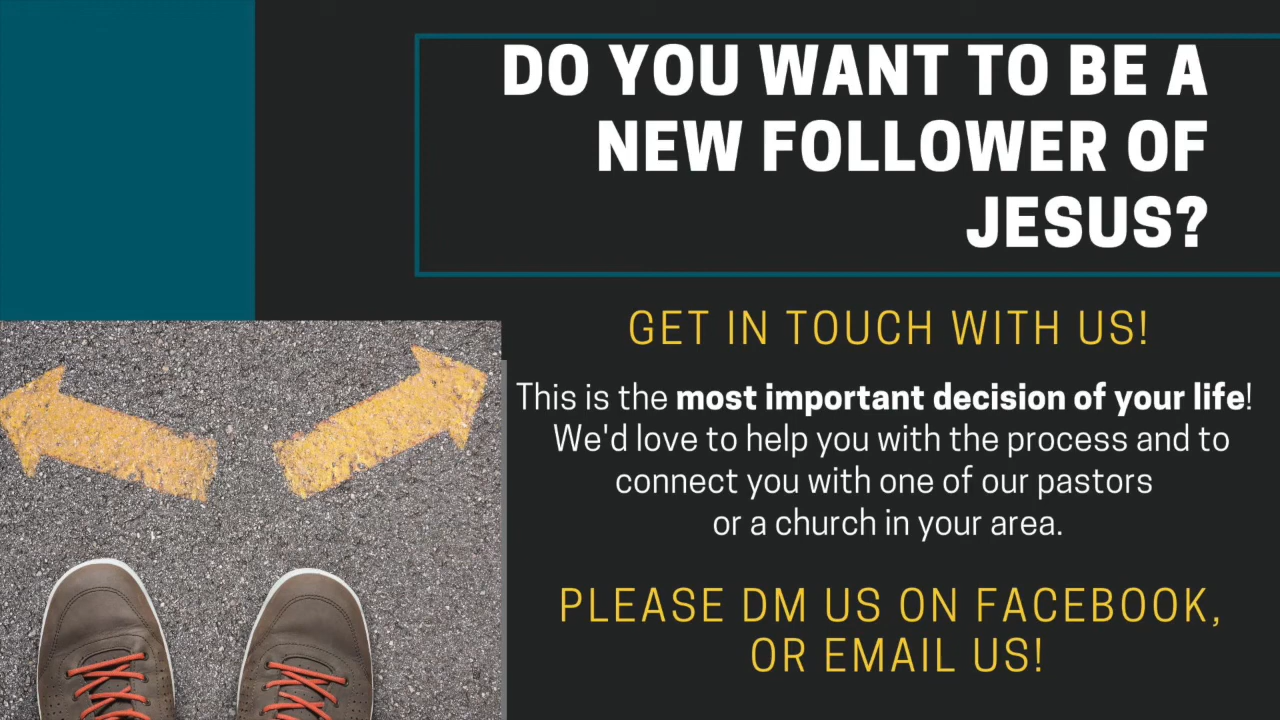 DO YOU WANT TO BE A
NEW FOLLOWER OF
JESUS?
GET IN TOUCH WITH US!
This is the most important decision of your life!
We'd love to help you with the process and to
connect you with one of our pastors
or a church in your area.
PLEASE DM US ON FACEBOOK,
OR EMAIL US!